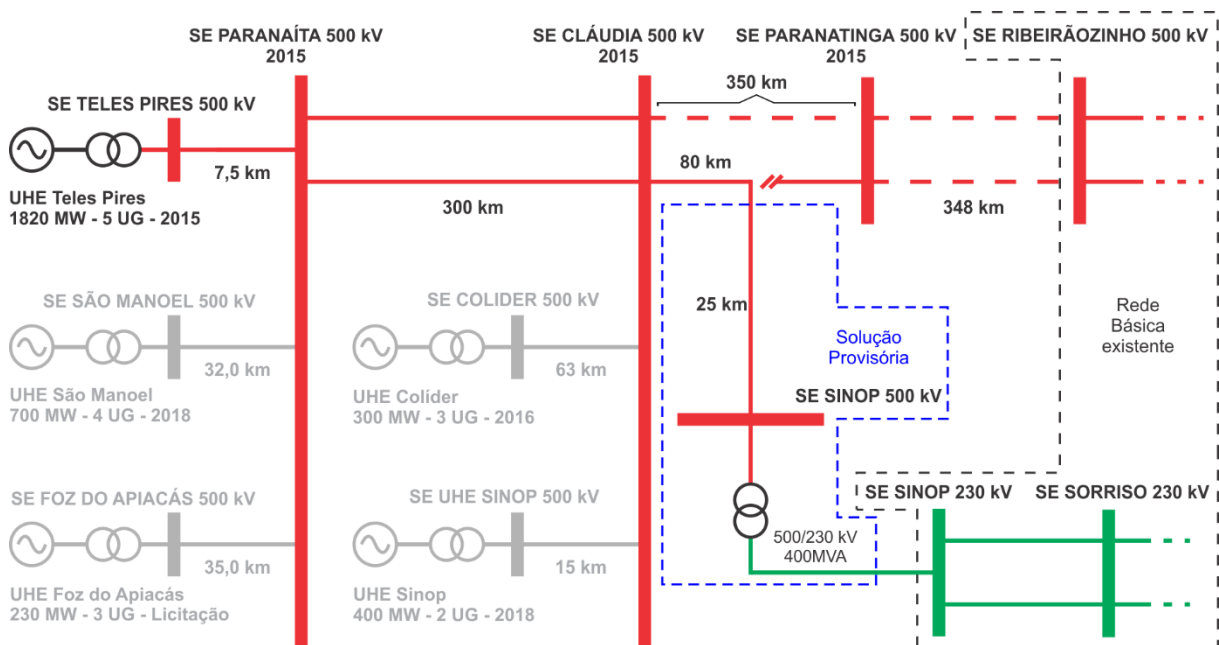 SE PARANAÍTA 500 kV
2015
SE CLÁUDIA 500 kV
2015
SE PARANATINGA 500 kV
2015
SE RIBEIRÃOZINHO 500 kV
350 km
SE TELES PIRES 500 kV
7,5 km
UHE Teles Pires
1820 MW - 5 UG - 2015
300 km
80 km
348 km
SE SÃO MANOEL 500 kV
32,0 km
UHE São Manoel
700 MW - 4 UG - 2018
SE COLIDER 500 kV
63 km
UHE Colíder
300 MW - 3 UG - 2016
25 km
Solução
Provisória
Rede
Básica
existente
SE SINOP 500 kV
SE FOZ DO APIACÁS 500 kV
35,0 km
UHE Foz do Apiacás
230 MW - 3 UG - Licitação
SE UHE SINOP 500 kV
15 km
UHE Sinop
400 MW - 2 UG - 2018
500/230 kV
400MVA
SE SINOP 230 kV
SE SORRISO 230 kV